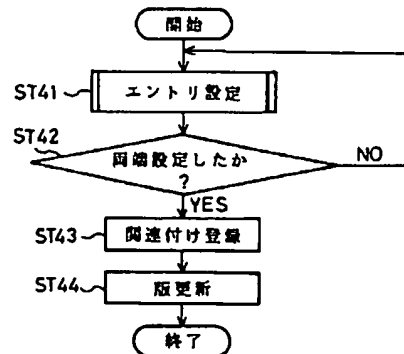 開始
ST41
エントリ設定
ST42
両端設定したか
?
NO
YES
ST43
関連付け登録
ST44
版更新
終了